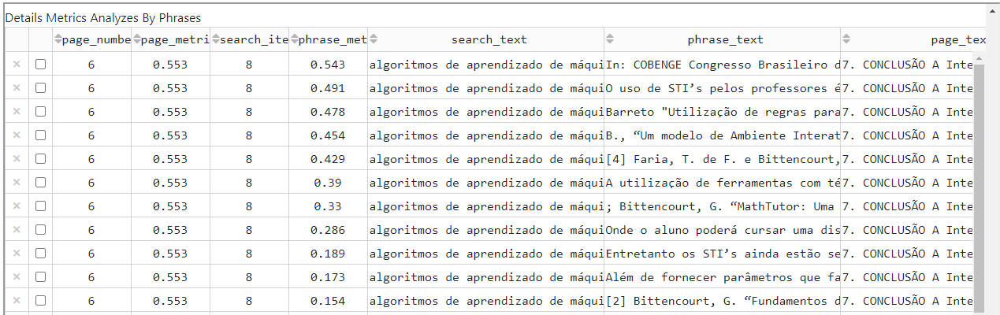 Details Metrics Analyzes By Phrases
page_numbe page_metri search_ite phrase_met search_text phrase_text page_tex
6 0.553 8 0.543 algoritmos de aprendizado de máqui In: COBENGE Congresso Brasileiro d 7. CONCLUSÃO A Inte
6 0.553 8 0.491 algoritmos de aprendizado de máqui O uso de STI’s pelos professores é 7. CONCLUSÃO A Inte
6 0.553 8 0.478 algoritmos de aprendizado de máqui Barreto "Utilização de regras para 7. CONCLUSÃO A Inte
6 0.553 8 0.454 algoritmos de aprendizado de máqui B., “Um modelo de Ambiente Interat 7. CONCLUSÃO A Inte
6 0.553 8 0.429 algoritmos de aprendizado de máqui [4] Faria, T. de F. e Bittencourt, 7. CONCLUSÃO A Inte
6 0.553 8 0.39 algoritmos de aprendizado de máqui A utilização de ferramentas com té 7. CONCLUSÃO A Inte
6 0.553 8 0.33 algoritmos de aprendizado de máqui ; Bittencourt, G. “MathTutor: Uma 7. CONCLUSÃO A Inte
6 0.553 8 0.286 algoritmos de aprendizado de máqui Onde o aluno poderá cursar uma dis 7. CONCLUSÃO A Inte
6 0.553 8 0.189 algoritmos de aprendizado de máqui Entretanto os STI’s ainda estão se 7. CONCLUSÃO A Inte
6 0.553 8 0.173 algoritmos de aprendizado de máqui Além de fornecer parâmetros que fa 7. CONCLUSÃO A Inte
6 0.553 8 0.154 algoritmos de aprendizado de máqui [2] Bittencourt, G. “Fundamentos d 7. CONCLUSÃO A Inte